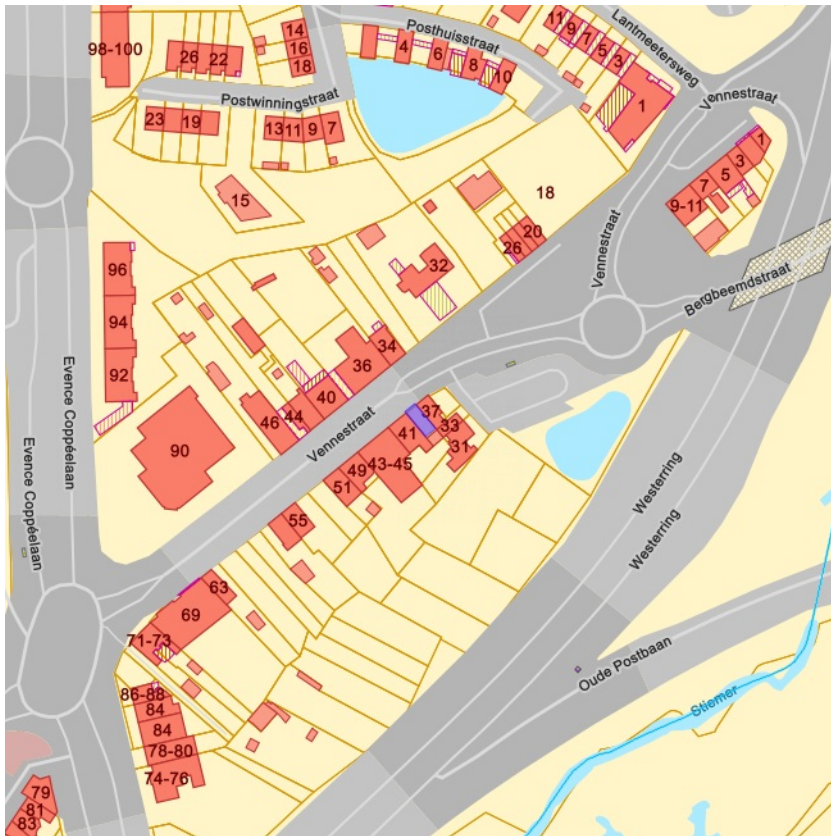 98-100
26 22
14
16
18
Posthuisstraat
4 6 8 10
11 9 7 5 3
Lantmeetersweg
1
Vennestraat
Postwinningstraat
23 19
13 11 9 7
15
18
1
3
5
7
9-11
20
26
Vennestraat
Bergbeemdstraat
32
96
94
92
34
36
40
44
46
Evence Coppéelaan
Evence Coppéelaan
90
Vennestraat
37
33
31
41
43-45
49
51
55
Westerring
Westerring
63
69
71-73
Oude Postbaan
Stiemer
86-88
84
84
78-80
74-76
79
81
83